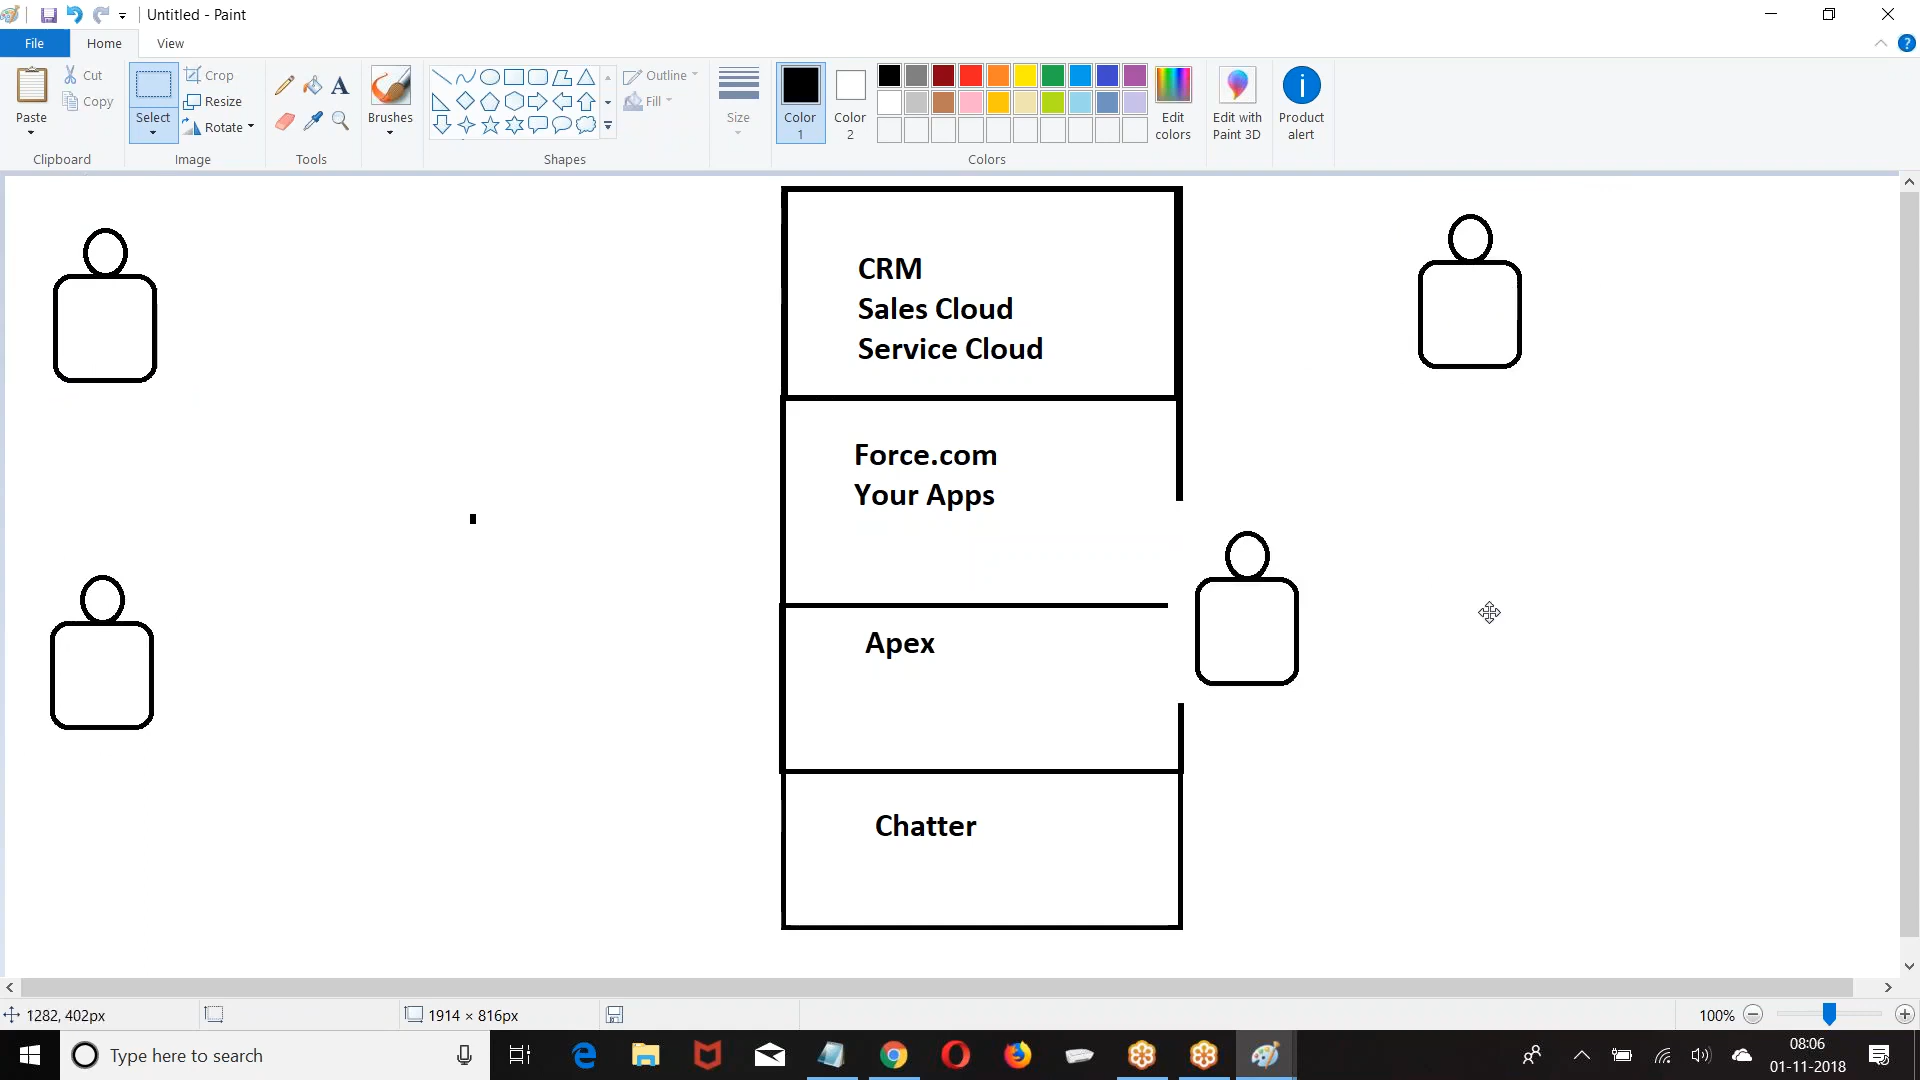 Untitled - Paint
File
Home
View
Paste
Cut
Copy
Clipboard
Select
Crop
Resize
Rotate
Image
Tools
Brushes
Outline
Fill
Shapes
Size
Color 1
Color 2
Edit colors
Colors
Edit with Paint 3D
Product alert
CRM
Sales Cloud
Service Cloud
Force.com
Your Apps
Apex
Chatter
1282, 402px
1914 × 816px
100%
Type here to search
08:06
01-11-2018